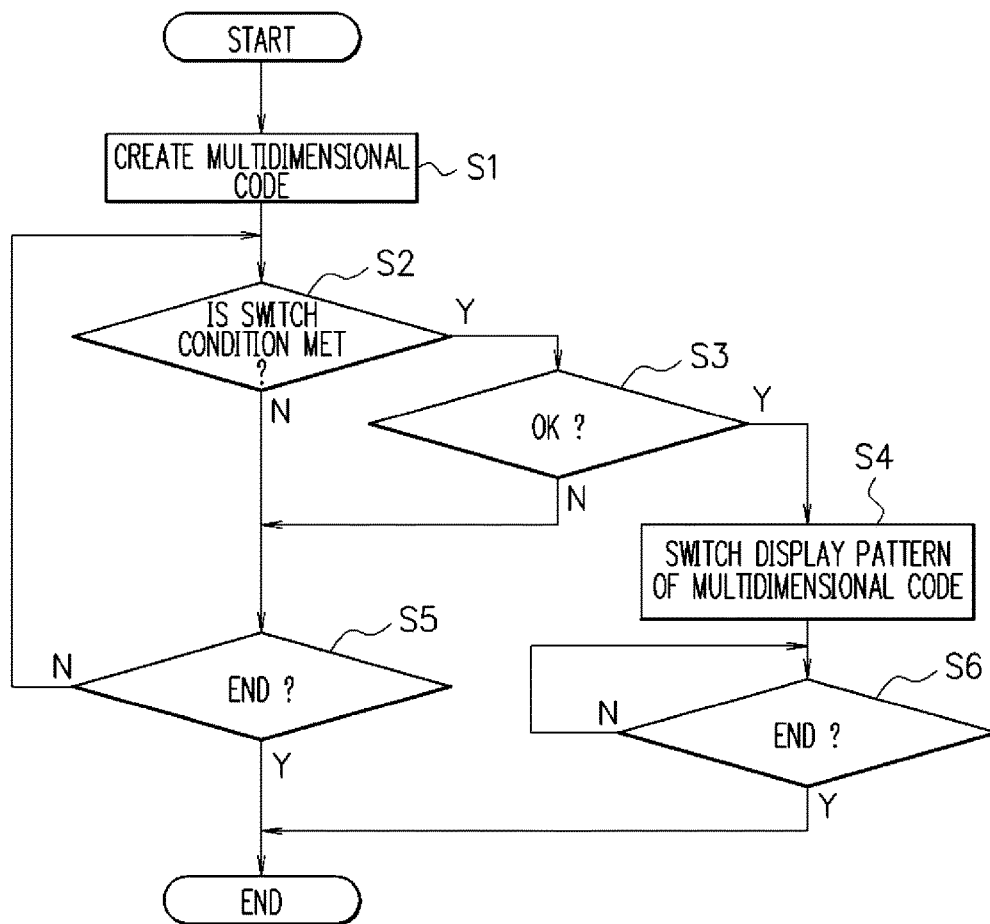 START
CREATE MULTIDIMENSIONAL
CODE
S1
S2
IS SWITCH
CONDITION MET
?
Y
N
S3
OK ?
Y
N
S4
SWITCH DISPLAY PATTERN
OF MULTIDIMENSIONAL CODE
S5
N
END ?
Y
S6
N
END ?
Y
END